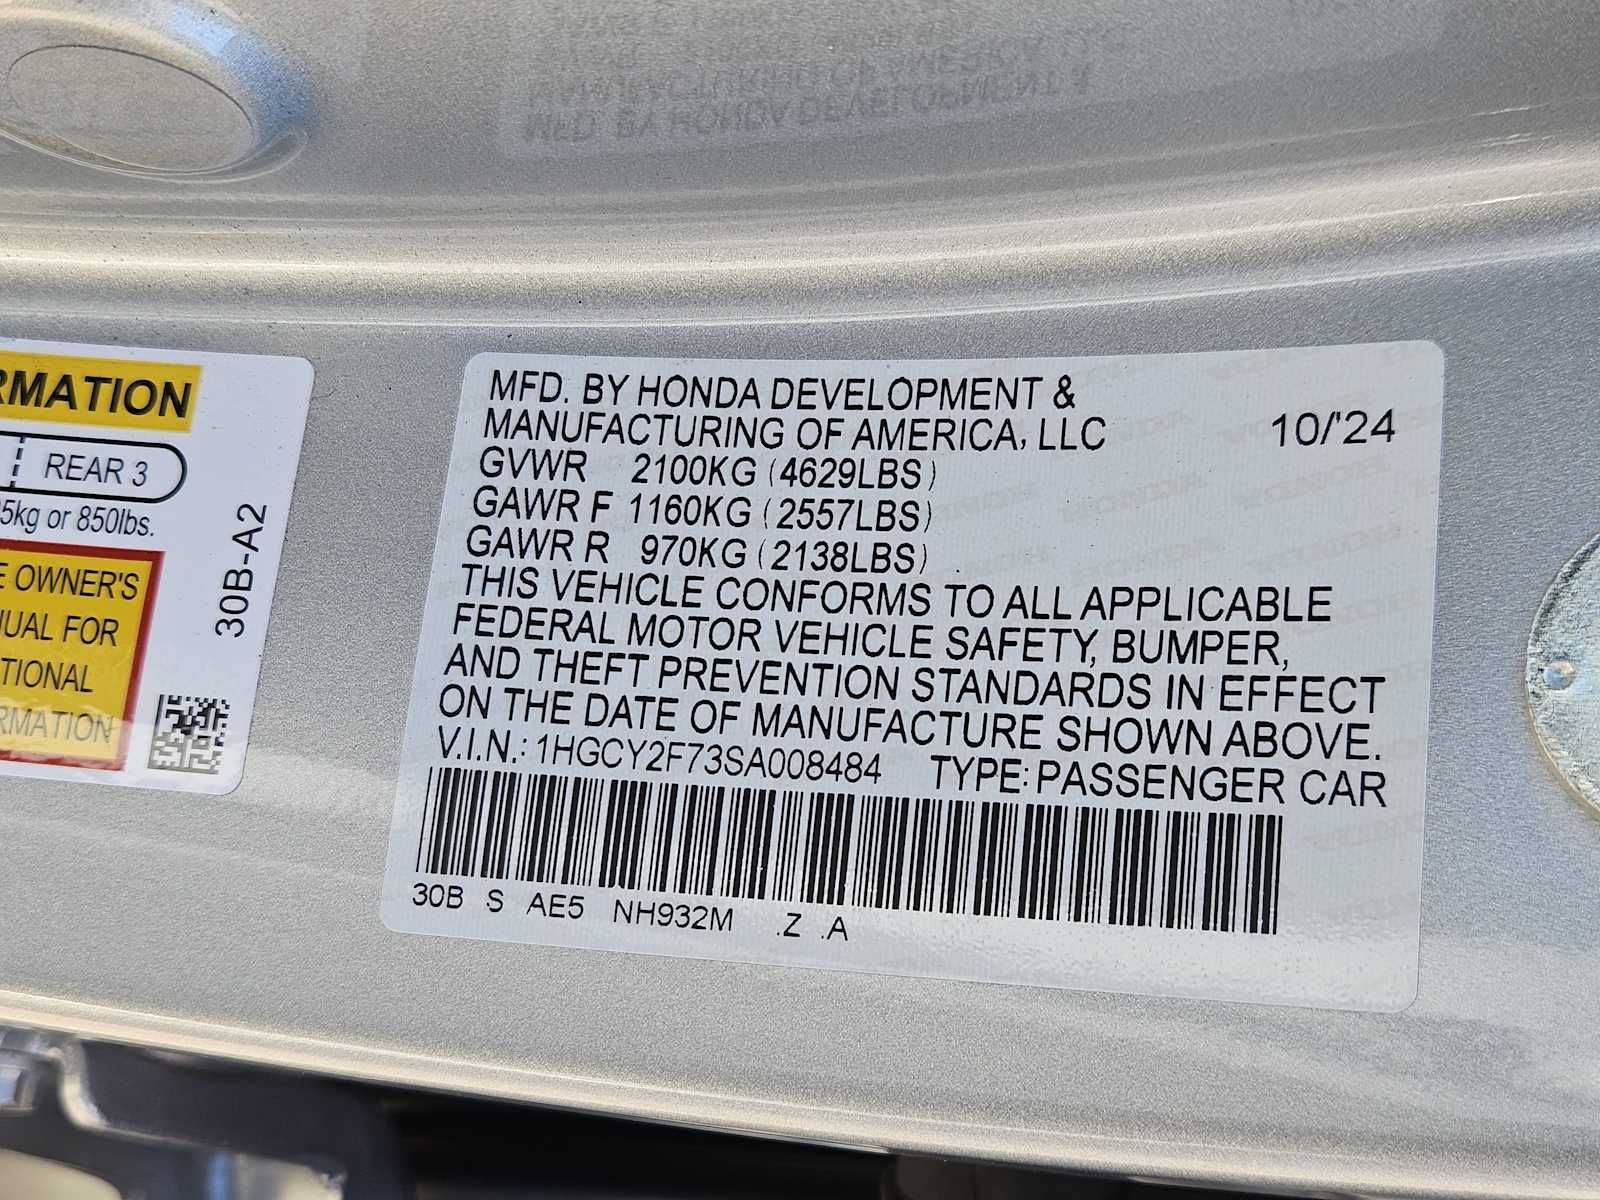 RMATION
REAR 3
5kg or 850lbs.
E OWNER'S
UAL FOR
TIONAL
RMATION
30B-A2
MFD. BY HONDA DEVELOPMENT &
MANUFACTURING OF AMERICA, LLC 10/'24
GVWR 2100KG (4629LBS)
GAWR F 1160KG (2557LBS)
GAWR R 970KG (2138LBS)
THIS VEHICLE CONFORMS TO ALL APPLICABLE
FEDERAL MOTOR VEHICLE SAFETY, BUMPER,
AND THEFT PREVENTION STANDARDS IN EFFECT
ON THE DATE OF MANUFACTURE SHOWN ABOVE.
V.I.N.: 1HGCY2F73SA008484 TYPE: PASSENGER CAR
30B S AE5 NH932M .Z .A